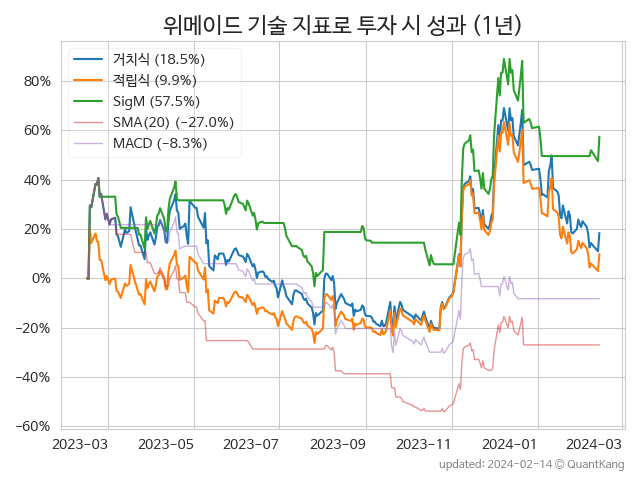 위메이드 기술 지표로 투자 시 성과 (1년)
거치식 (18.5%)
적립식 (9.9%)
SigM (57.5%)
SMA(20) (−27.0%)
MACD (−8.3%)
80%
60%
40%
20%
0%
−20%
−40%
−60%
2023-03 2023-05 2023-07 2023-09 2023-11 2024-01 2024-03
updated: 2024-02-14 © QuantKang